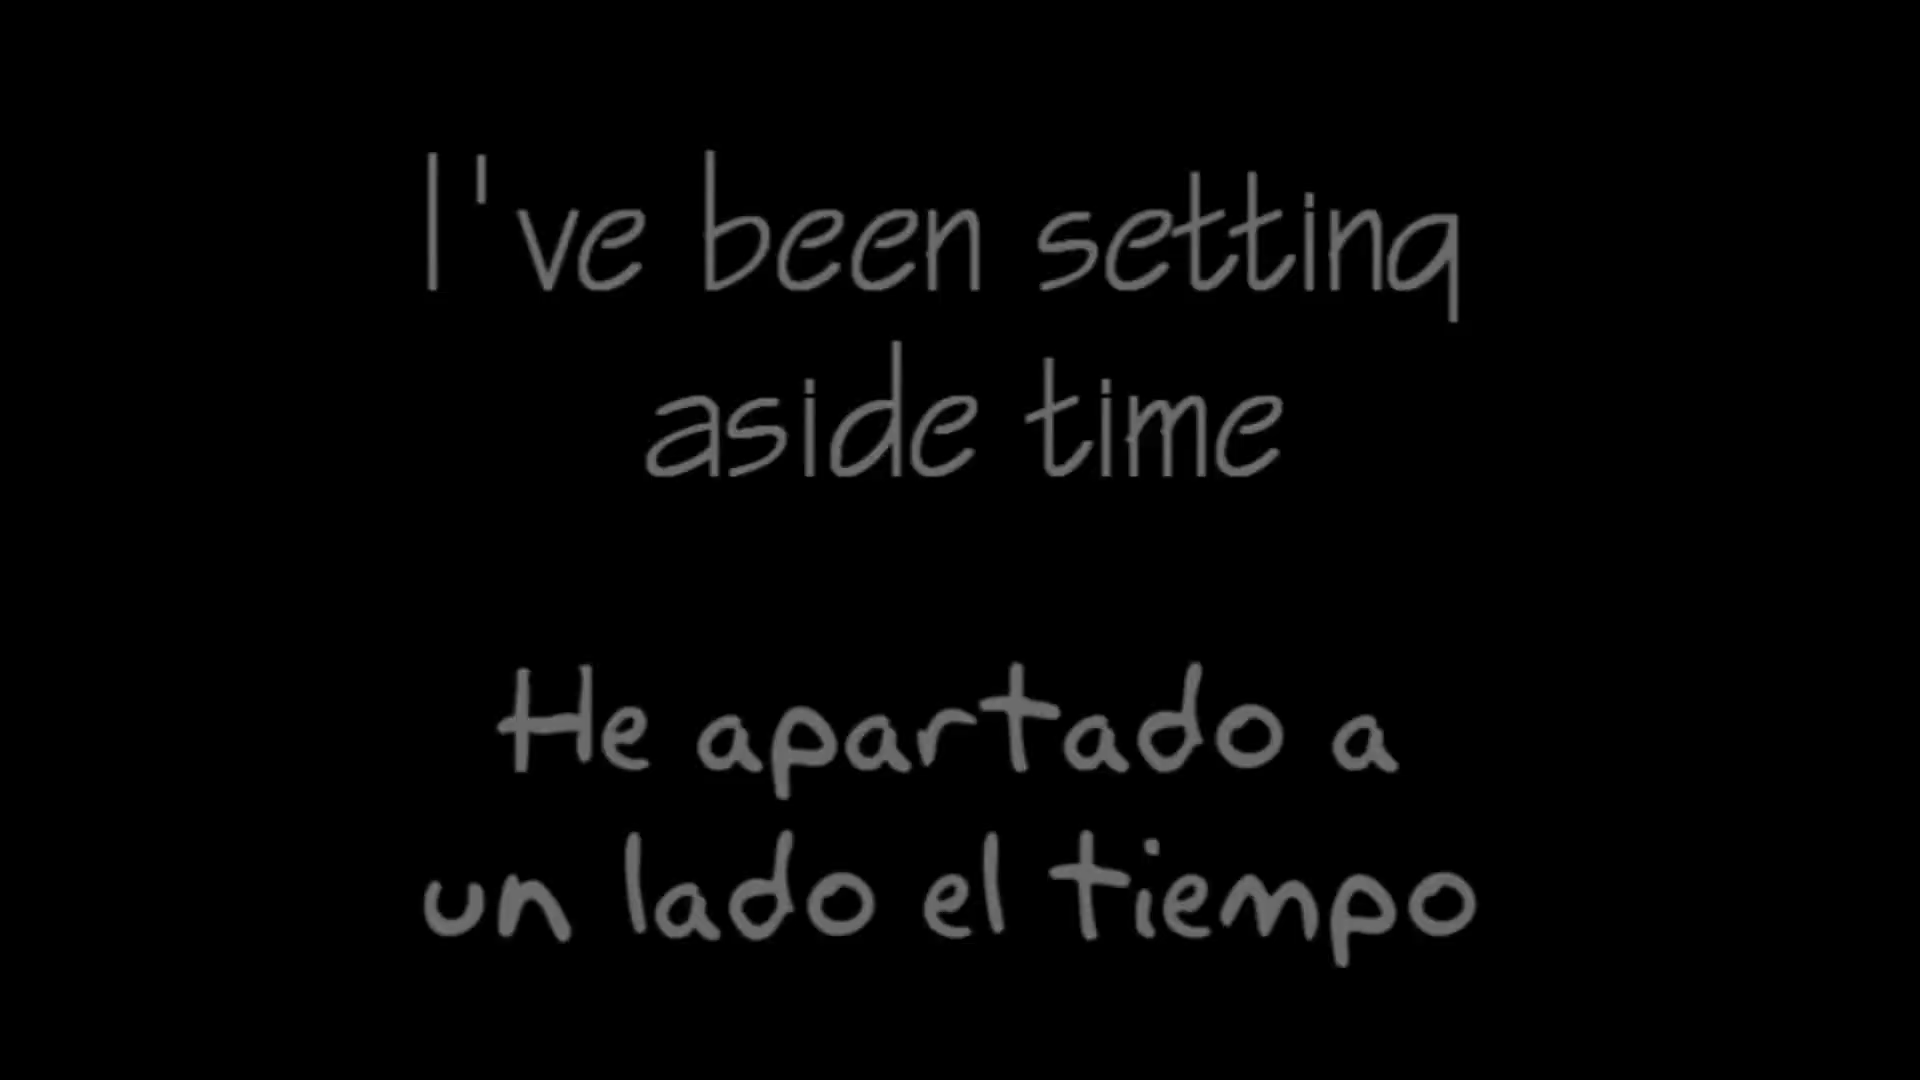 I've been setting
aside time
He apartado a
un lado el tiempo